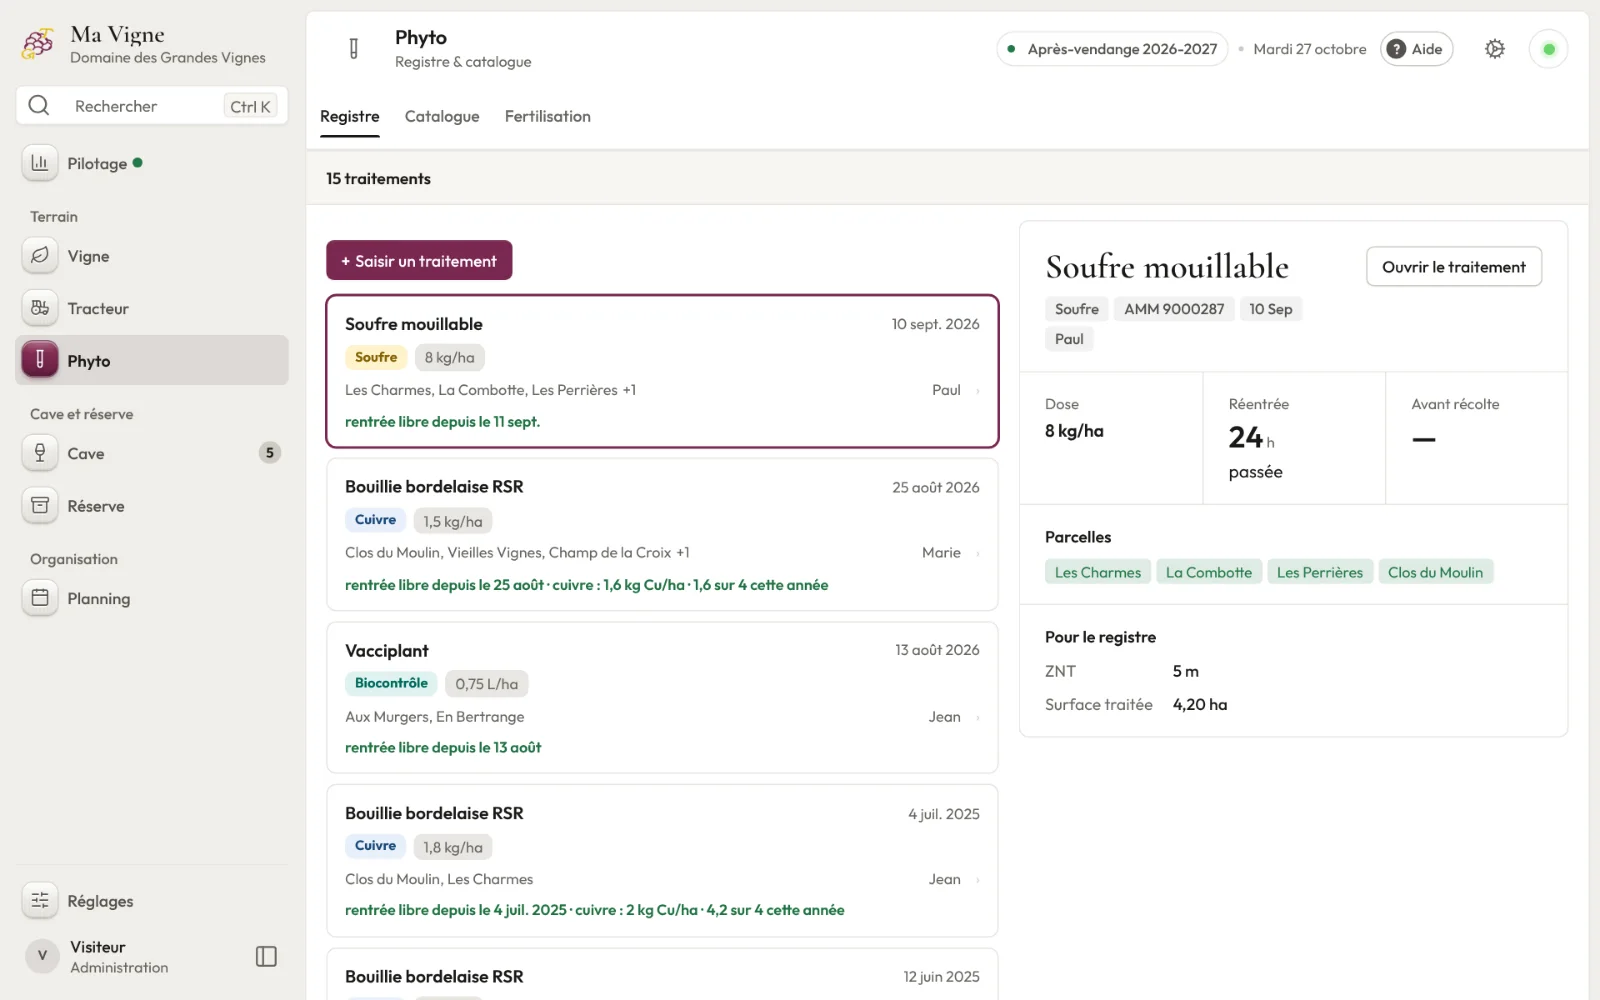 Ma Vigne
Domaine des Grandes Vignes
Rechercher
Ctrl K
Pilotage
Terrain
Vigne
Tracteur
Phyto
Cave et réserve
Cave
5
Réserve
Organisation
Planning
Réglages
V
Visiteur
Administration
Phyto
Registre & catalogue
Après-vendange 2026-2027
Mardi 27 octobre
? Aide
Registre
Catalogue
Fertilisation
15 traitements
+ Saisir un traitement
Soufre mouillable
10 sept. 2026
Soufre
8 kg/ha
Les Charmes, La Combotte, Les Perrières +1
Paul
rentrée libre depuis le 11 sept.
Bouillie bordelaise RSR
25 août 2026
Cuivre
1,5 kg/ha
Clos du Moulin, Vieilles Vignes, Champ de la Croix +1
Marie
rentrée libre depuis le 25 août · cuivre : 1,6 kg Cu/ha · 1,6 sur 4 cette année
Vacciplant
13 août 2026
Biocontrôle
0,75 L/ha
Aux Murgers, En Bertrange
Jean
rentrée libre depuis le 13 août
Bouillie bordelaise RSR
4 juil. 2025
Cuivre
1,8 kg/ha
Clos du Moulin, Les Charmes
Jean
rentrée libre depuis le 4 juil. 2025 · cuivre : 2 kg Cu/ha · 4,2 sur 4 cette année
Bouillie bordelaise RSR
12 juin 2025
Soufre mouillable
Ouvrir le traitement
Soufre
AMM 9000287
10 Sep
Paul
Dose
8 kg/ha
Réentrée
24 h
passée
Avant récolte
—
Parcelles
Les Charmes
La Combotte
Les Perrières
Clos du Moulin
Pour le registre
ZNT
5 m
Surface traitée
4,20 ha